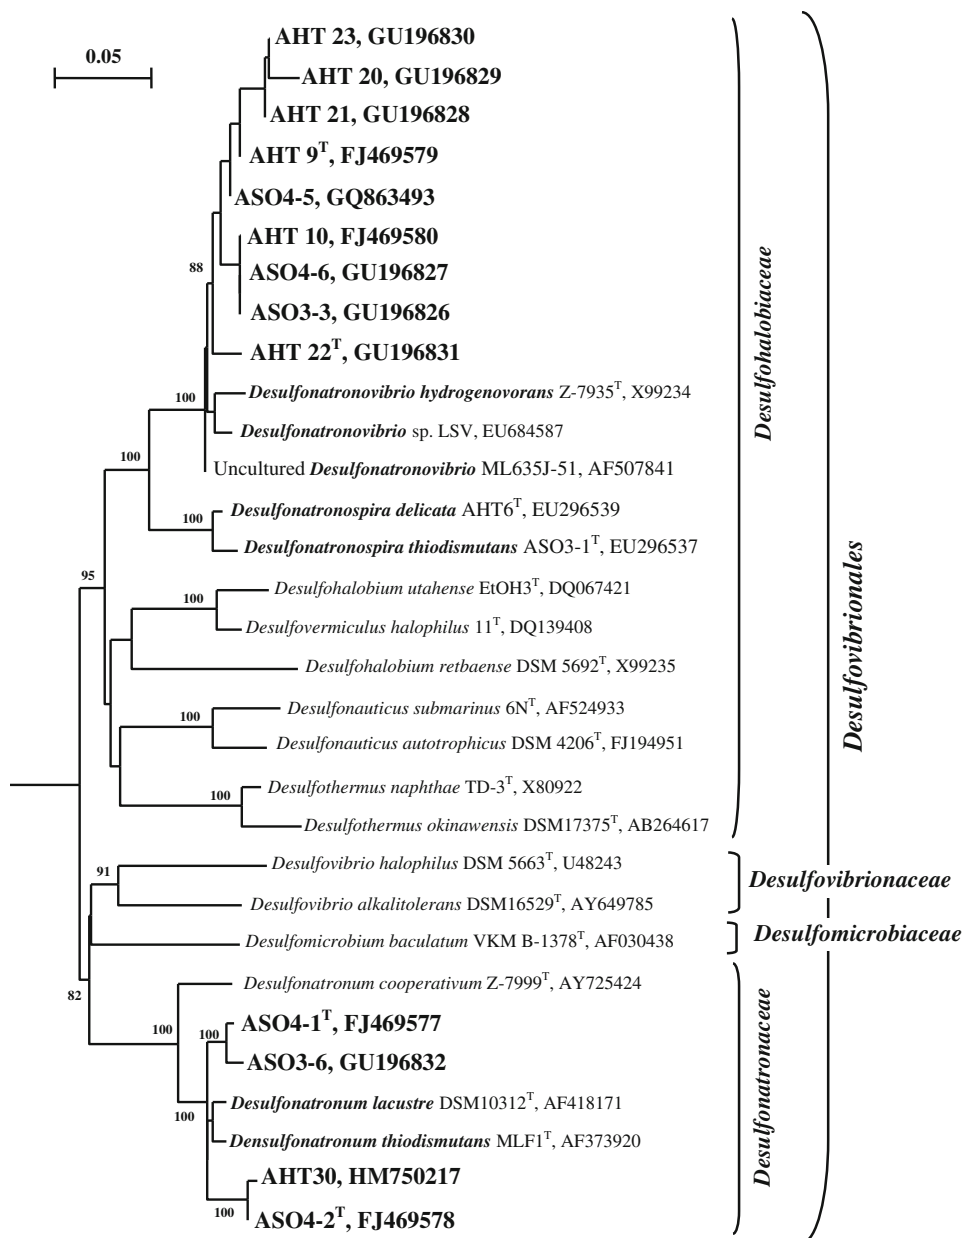 AHT 23, GU196830
0.05
AHT 20, GU196829
AHT 21, GU196828
AHT 9T, FJ469579
ASO4-5, GQ863493
AHT 10, FJ469580
88
ASO4-6, GU196827
ASO3-3, GU196826
AHT 22T, GU196831
Desulfonatronovibrio hydrogenovorans Z-7935T, X99234
100
Desulfonatronovibrio sp. LSV, EU684587
100
Uncultured Desulfonatronovibrio ML635J-51, AF507841
Desulfonatronospira delicata AHT6T, EU296539
100
Desulfonatronospira thiodismutans ASO3-1T, EU296537
95
Desulfohalobium utahense EtOH3T, DQ067421
100
Desulfovermiculus halophilus 11T, DQ139408
Desulfohalobium retbaense DSM 5692T, X99235
Desulfonauticus submarinus 6NT, AF524933
100
Desulfonauticus autotrophicus DSM 4206T, FJ194951
Desulfothermus naphthae TD-3T, X80922
100
Desulfothermus okinawensis DSM17375T, AB264617
Desulfovibrio halophilus DSM 5663T, U48243
91
Desulfovibrio alkalitolerans DSM16529T, AY649785
Desulfomicrobium baculatum VKM B-1378T, AF030438
Desulfonatronum cooperativum Z-7999T, AY725424
82
ASO4-1T, FJ469577
100
100
ASO3-6, GU196832
Desulfonatronum lacustre DSM10312T, AF418171
100
Densulfonatronum thiodismutans MLF1T, AF373920
AHT30, HM750217
100
ASO4-2T, FJ469578
Desulfohalobiaceae
Desulfovibrionaceae
Desulfomicrobiaceae
Desulfonatronaceae
Desulfovibrionales